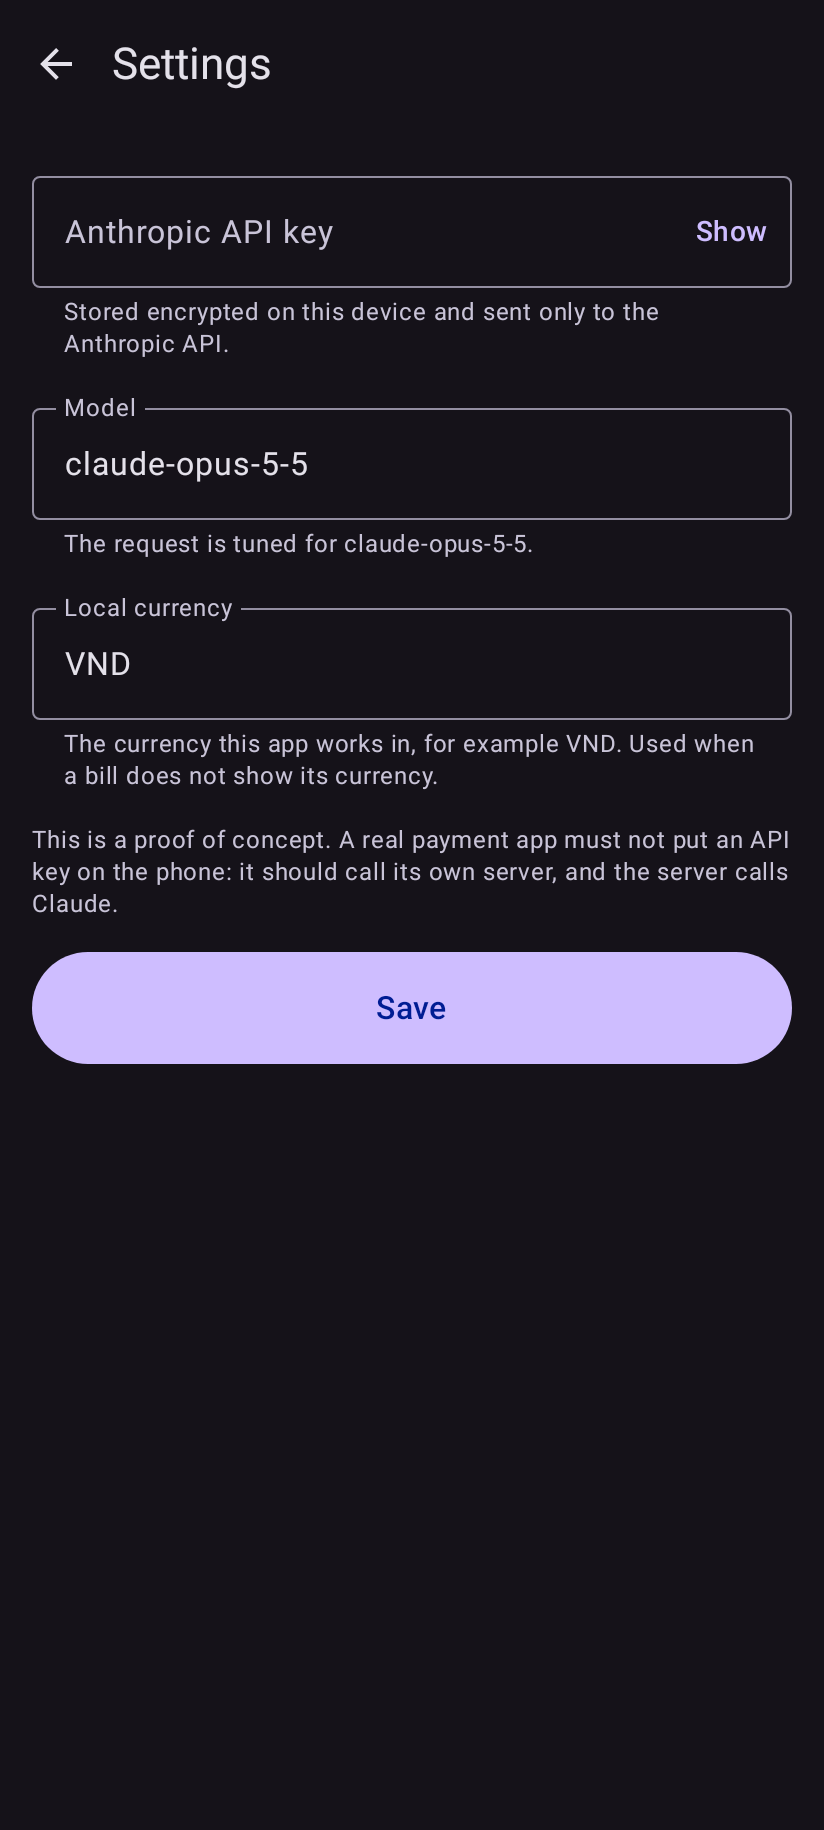 Settings
Anthropic API key
Show
Stored encrypted on this device and sent only to the
Anthropic API.
Model
claude-opus-5-5
The request is tuned for claude-opus-5-5.
Local currency
VND
The currency this app works in, for example VND. Used when
a bill does not show its currency.
This is a proof of concept. A real payment app must not put an API
key on the phone: it should call its own server, and the server calls
Claude.
Save